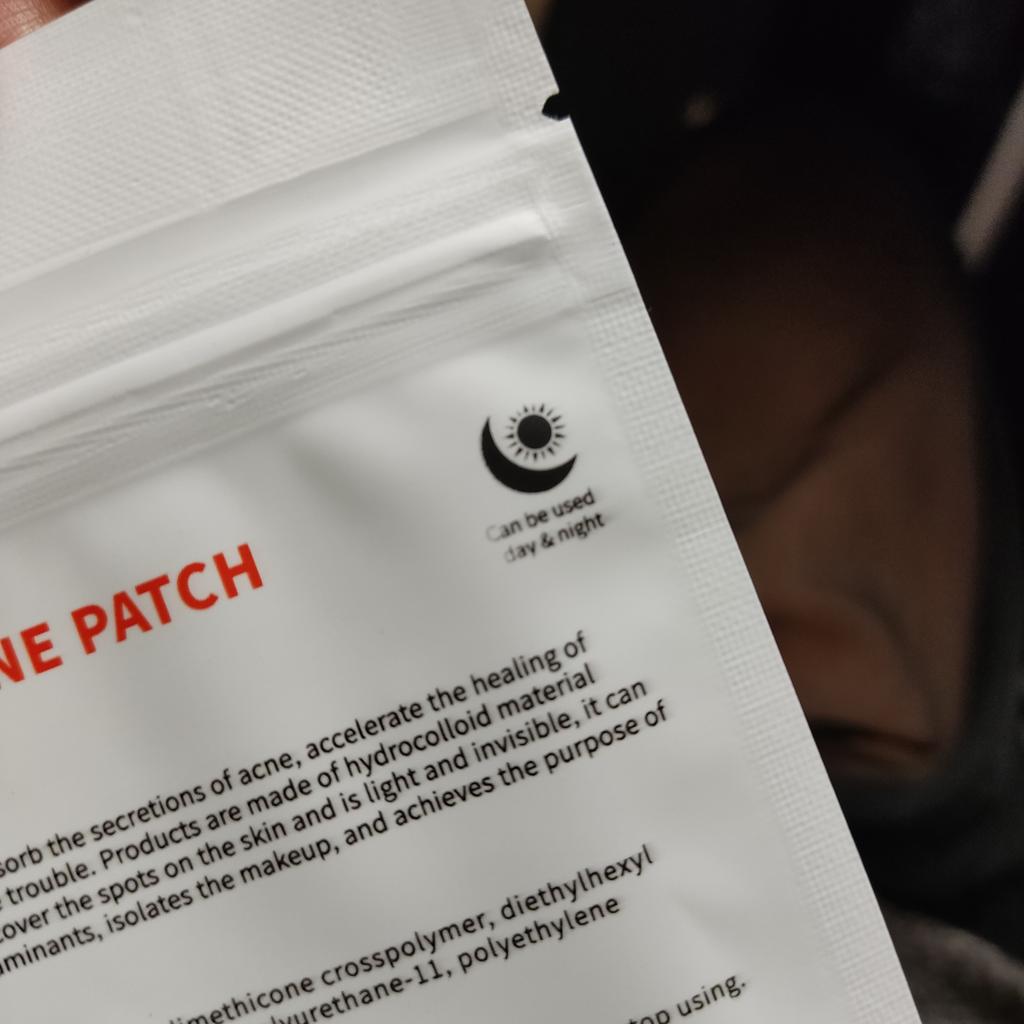 Can be used
day & night
NE PATCH
sorb the secretions of acne, accelerate the healing of
trouble. Products are made of hydrocolloid material
cover the spots on the skin and is light and invisible, it can
minants, isolates the makeup, and achieves the purpose of
limethicone crosspolymer, diethylhexyl
lyurethane-11, polyethylene
top using.